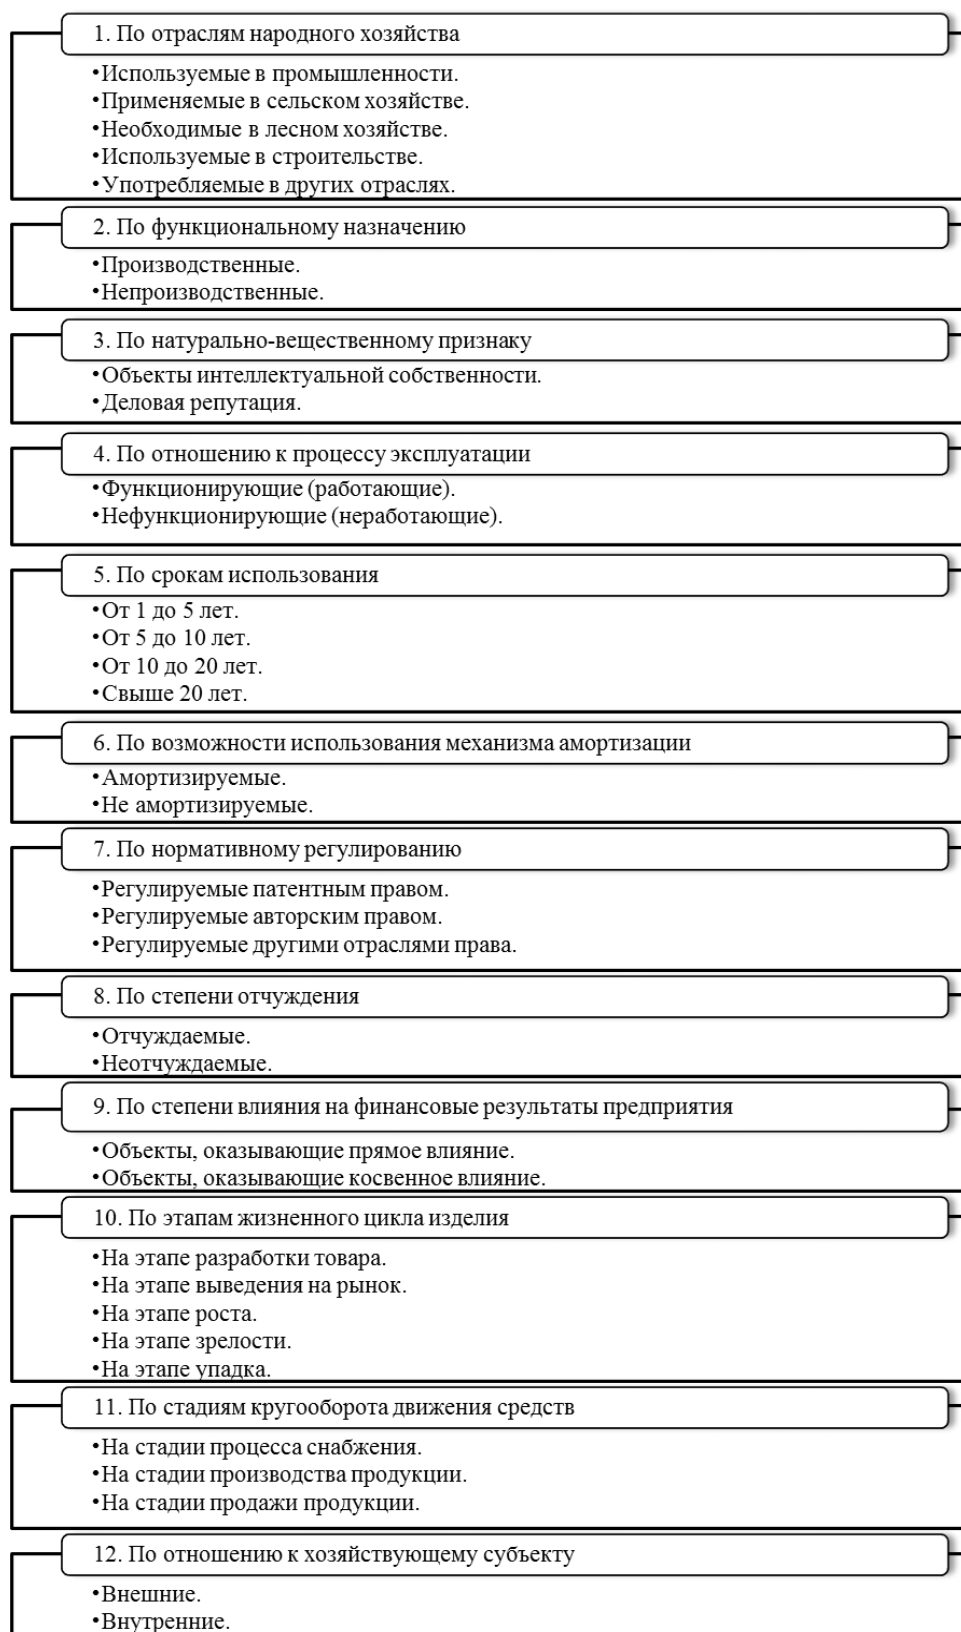 1. По отраслям народного хозяйства
•Используемые в промышленности.
•Применяемые в сельском хозяйстве.
•Необходимые в лесном хозяйстве.
•Используемые в строительстве.
•Употребляемые в других отраслях.
2. По функциональному назначению
•Производственные.
•Непроизводственные.
3. По натурально-вещественному признаку
•Объекты интеллектуальной собственности.
•Деловая репутация.
4. По отношению к процессу эксплуатации
•Функционирующие (работающие).
•Нефункционирующие (неработающие).
5. По срокам использования
•От 1 до 5 лет.
•От 5 до 10 лет.
•От 10 до 20 лет.
•Свыше 20 лет.
6. По возможности использования механизма амортизации
•Амортизируемые.
•Не амортизируемые.
7. По нормативному регулированию
•Регулируемые патентным правом.
•Регулируемые авторским правом.
•Регулируемые другими отраслями права.
8. По степени отчуждения
•Отчуждаемые.
•Неотчуждаемые.
9. По степени влияния на финансовые результаты предприятия
•Объекты, оказывающие прямое влияние.
•Объекты, оказывающие косвенное влияние.
10. По этапам жизненного цикла изделия
•На этапе разработки товара.
•На этапе выведения на рынок.
•На этапе роста.
•На этапе зрелости.
•На этапе упадка.
11. По стадиям кругооборота движения средств
•На стадии процесса снабжения.
•На стадии производства продукции.
•На стадии продажи продукции.
12. По отношению к хозяйствующему субъекту
•Внешние.
•Внутренние.